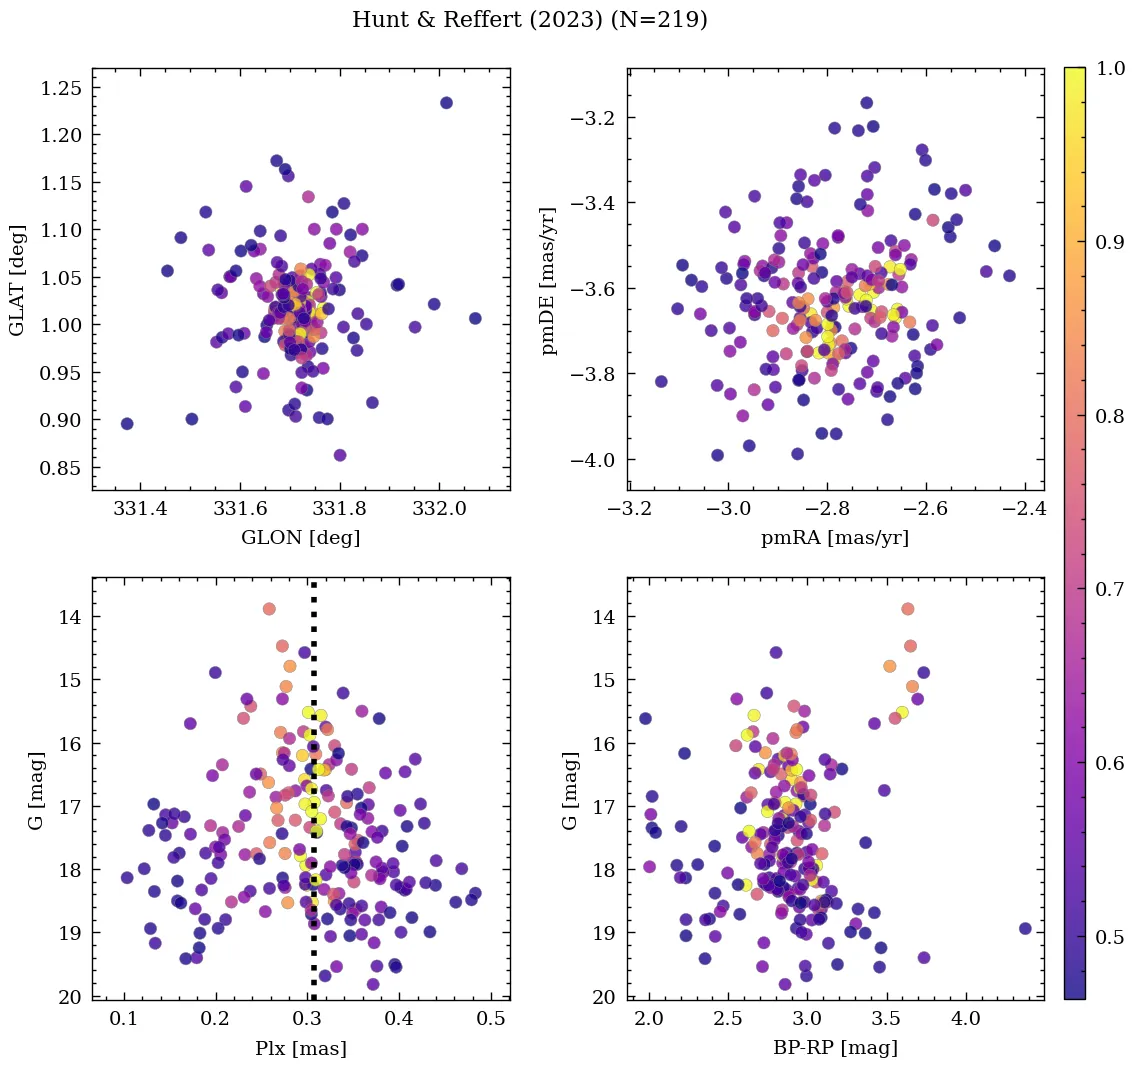 Hunt & Reffert (2023) (N=219)
1.25
1.20
1.15
1.10
1.05
1.00
0.95
0.90
0.85
GLAT [deg]
331.4 331.6 331.8 332.0
GLON [deg]
−3.2
−3.4
−3.6
−3.8
−4.0
pmDE [mas/yr]
−3.2 −3.0 −2.8 −2.6 −2.4
pmRA [mas/yr]
14
15
16
17
18
19
20
G [mag]
0.1 0.2 0.3 0.4 0.5
Plx [mas]
14
15
16
17
18
19
20
G [mag]
2.0 2.5 3.0 3.5 4.0
BP-RP [mag]
1.0
0.9
0.8
0.7
0.6
0.5